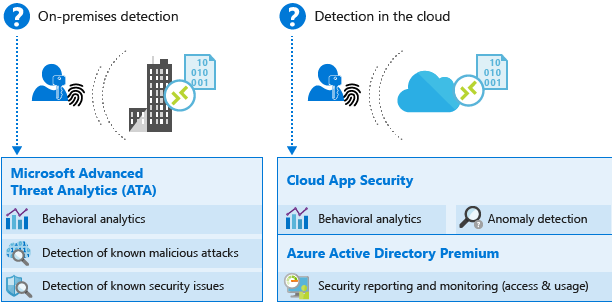 On-premises detection
10
010
001
Microsoft Advanced
Threat Analytics (ATA)
Behavioral analytics
Detection of known malicious attacks
Detection of known security issues
Detection in the cloud
10
010
001
Cloud App Security
Behavioral analytics
Anomaly detection
Azure Active Directory Premium
Security reporting and monitoring (access & usage)